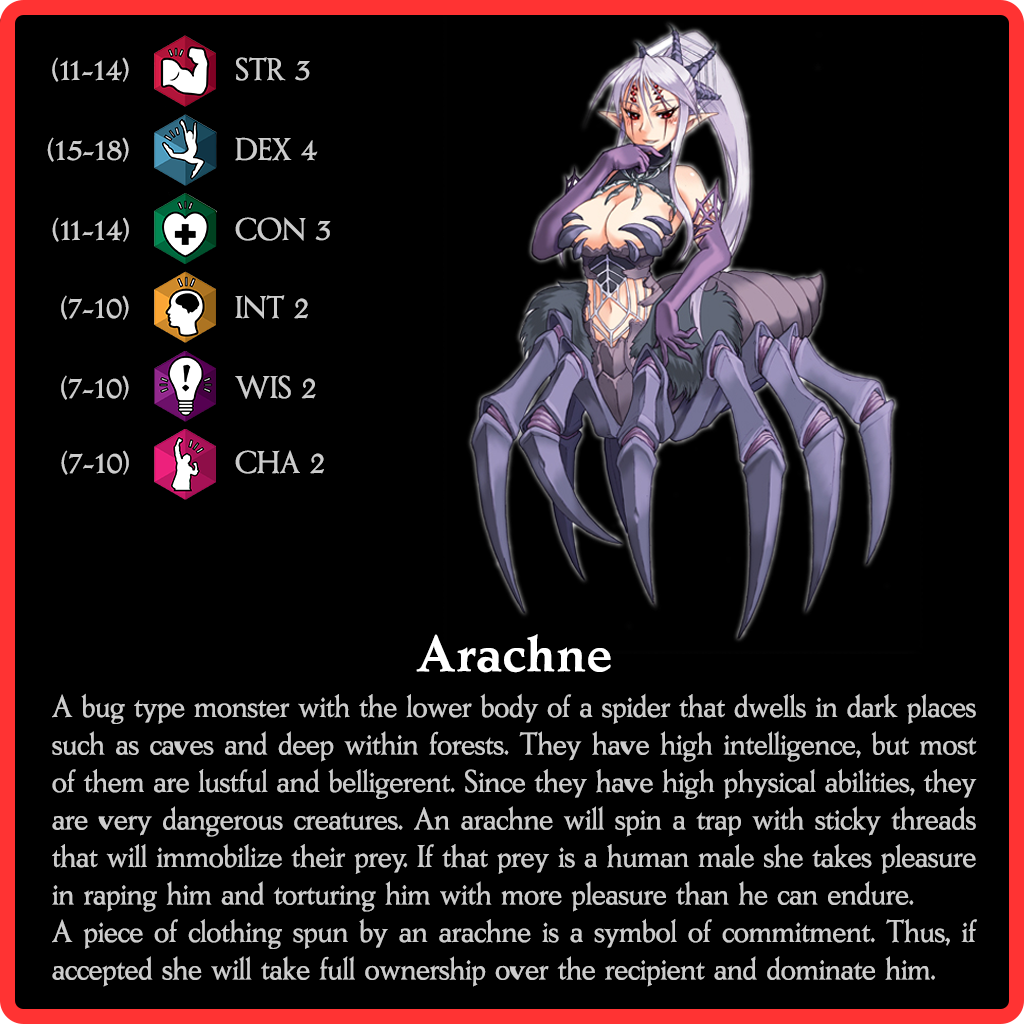 (11-14) STR 3
(15-18) DEX 4
(11-14) CON 3
(7-10) INT 2
(7-10) WIS 2
(7-10) CHA 2
Arachne
A bug type monster with the lower body of a spider that dwells in dark places
such as caves and deep within forests. They have high intelligence, but most
of them are lustful and belligerent. Since they have high physical abilities, they
are very dangerous creatures. An arachne will spin a trap with sticky threads
that will immobilize their prey. If that prey is a human male she takes pleasure
in raping him and torturing him with more pleasure than he can endure.
A piece of clothing spun by an arachne is a symbol of commitment. Thus, if
accepted she will take full ownership over the recipient and dominate him.